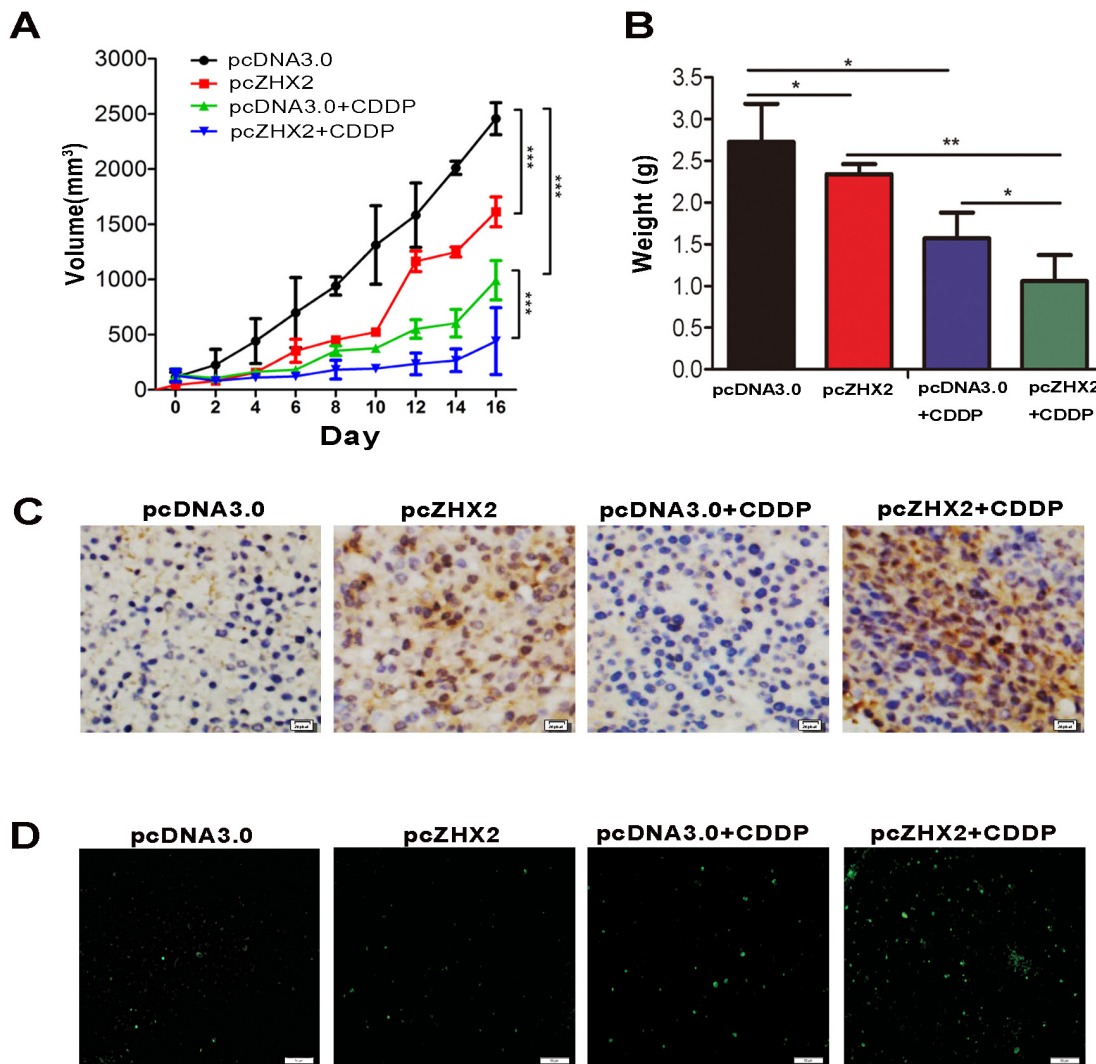 A
3000
2500
2000
1500
1000
500
0
Volume(mm³)
pcDNA3.0
pcZHX2
pcDNA3.0+CDDP
pcZHX2+CDDP
***
***
***
0 2 4 6 8 10 12 14 16
Day
B
3.5
3.0
2.5
2.0
1.5
1.0
0.5
0.0
Weight (g)
*
*
**
*
pcDNA3.0 pcZHX2 pcDNA3.0 pcZHX2
+CDDP +CDDP
C
pcDNA3.0 pcZHX2 pcDNA3.0+CDDP pcZHX2+CDDP
D
pcDNA3.0 pcZHX2 pcDNA3.0+CDDP pcZHX2+CDDP